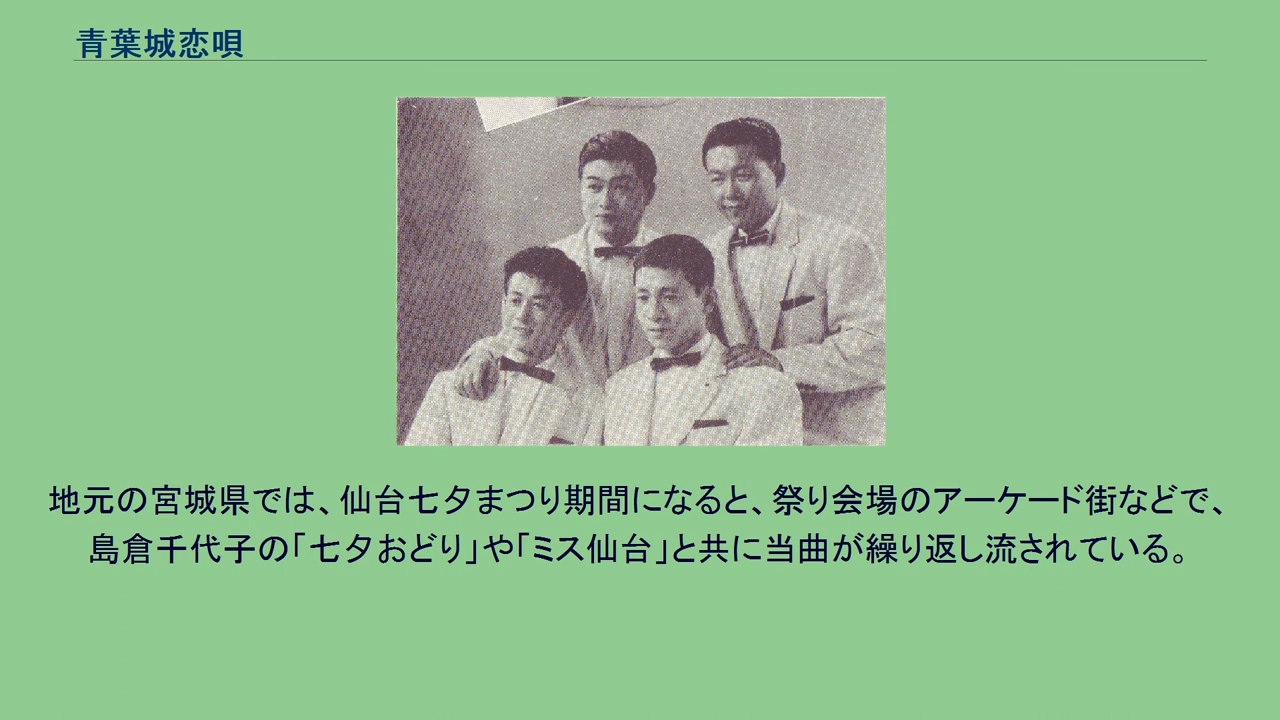 青葉城恋唄
地元の宮城県では、仙台七夕まつり期間になると、祭り会場のアーケード街などで、
島倉千代子の「七夕おどり」や「ミス仙台」と共に当曲が繰り返し流されている。